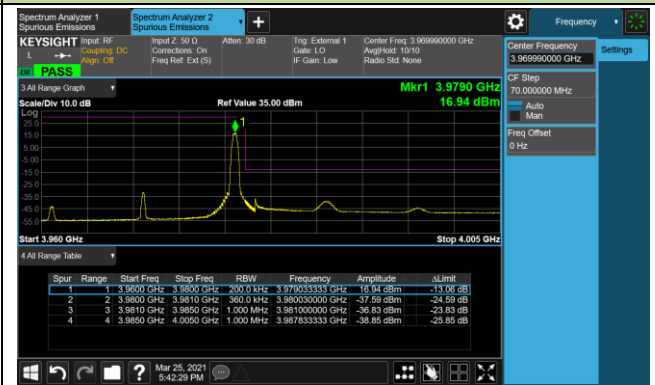 Spectrum Analyzer 1
Spurious Emissions
Spectrum Analyzer 2
Spurious Emissions
Frequency
KEYSIGHT
L
Input: RF
Coupling: DC
Align: Off
Input Z: 50 Ω
Corrections: On
Freq Ref: Ext (S)
Atten: 30 dB
Trig: External 1
Gate: LO
IF Gain: Low
Center Freq: 3.969990000 GHz
Avg|Hold: 10/10
Radio Std: None
PASS
Center Frequency
3.969990000 GHz
Settings
CF Step
70.000000 MHz
Auto
Man
Freq Offset
0 Hz
3 All Range Graph
Mkr1 3.9790 GHz
Scale/Div 10.0 dB
Ref Value 35.00 dBm
16.94 dBm
Log
25.0
15.0
5.00
-5.00
-15.0
-25.0
-35.0
-45.0
-55.0
1
Start 3.960 GHz
Stop 4.005 GHz
4 All Range Table
Spur Range Start Freq Stop Freq RBW Frequency Amplitude ΔLimit
1 1 3.9600 GHz 3.9800 GHz 200.0 kHz 3.979033333 GHz 16.94 dBm -13.06 dB
2 2 3.9800 GHz 3.9810 GHz 360.0 kHz 3.980030000 GHz -37.59 dBm -24.59 dB
3 3 3.9810 GHz 3.9850 GHz 1.000 MHz 3.981000000 GHz -36.83 dBm -23.83 dB
4 4 3.9850 GHz 4.0050 GHz 1.000 MHz 3.987833333 GHz -38.85 dBm -25.85 dB
?
Mar 25, 2021
5:42:29 PM